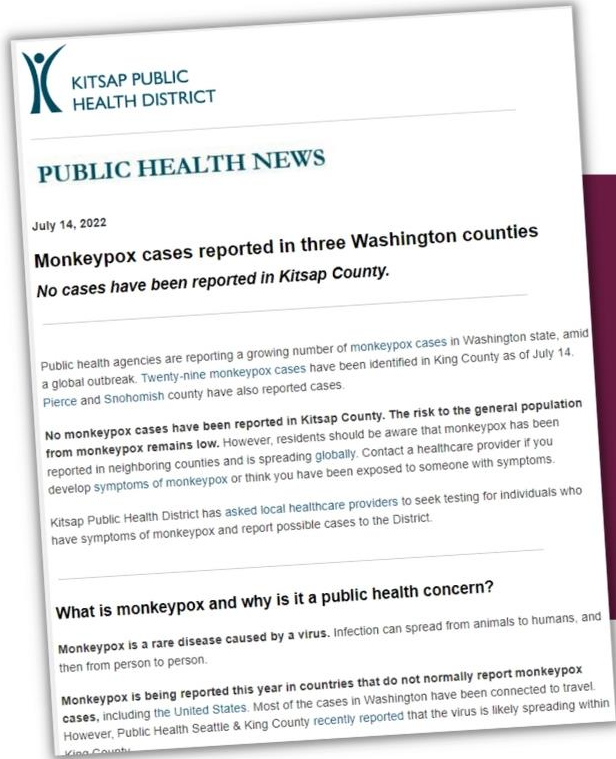 KITSAP PUBLIC
HEALTH DISTRICT
PUBLIC HEALTH NEWS
July 14, 2022
Monkeypox cases reported in three Washington counties
No cases have been reported in Kitsap County.
Public health agencies are reporting a growing number of monkeypox cases in Washington state, amid
a global outbreak. Twenty-nine monkeypox cases have been identified in King County as of July 14.
Pierce and Snohomish county have also reported cases.
No monkeypox cases have been reported in Kitsap County. The risk to the general population
from monkeypox remains low. However, residents should be aware that monkeypox has been
reported in neighboring counties and is spreading globally. Contact a healthcare provider if you
develop symptoms of monkeypox or think you have been exposed to someone with symptoms.
Kitsap Public Health District has asked local healthcare providers to seek testing for individuals who
have symptoms of monkeypox and report possible cases to the District.
What is monkeypox and why is it a public health concern?
Monkeypox is a rare disease caused by a virus. Infection can spread from animals to humans, and
then from person to person.
Monkeypox is being reported this year in countries that do not normally report monkeypox
cases, including the United States. Most of the cases in Washington have been connected to travel.
However, Public Health Seattle & King County recently reported that the virus is likely spreading within
King County